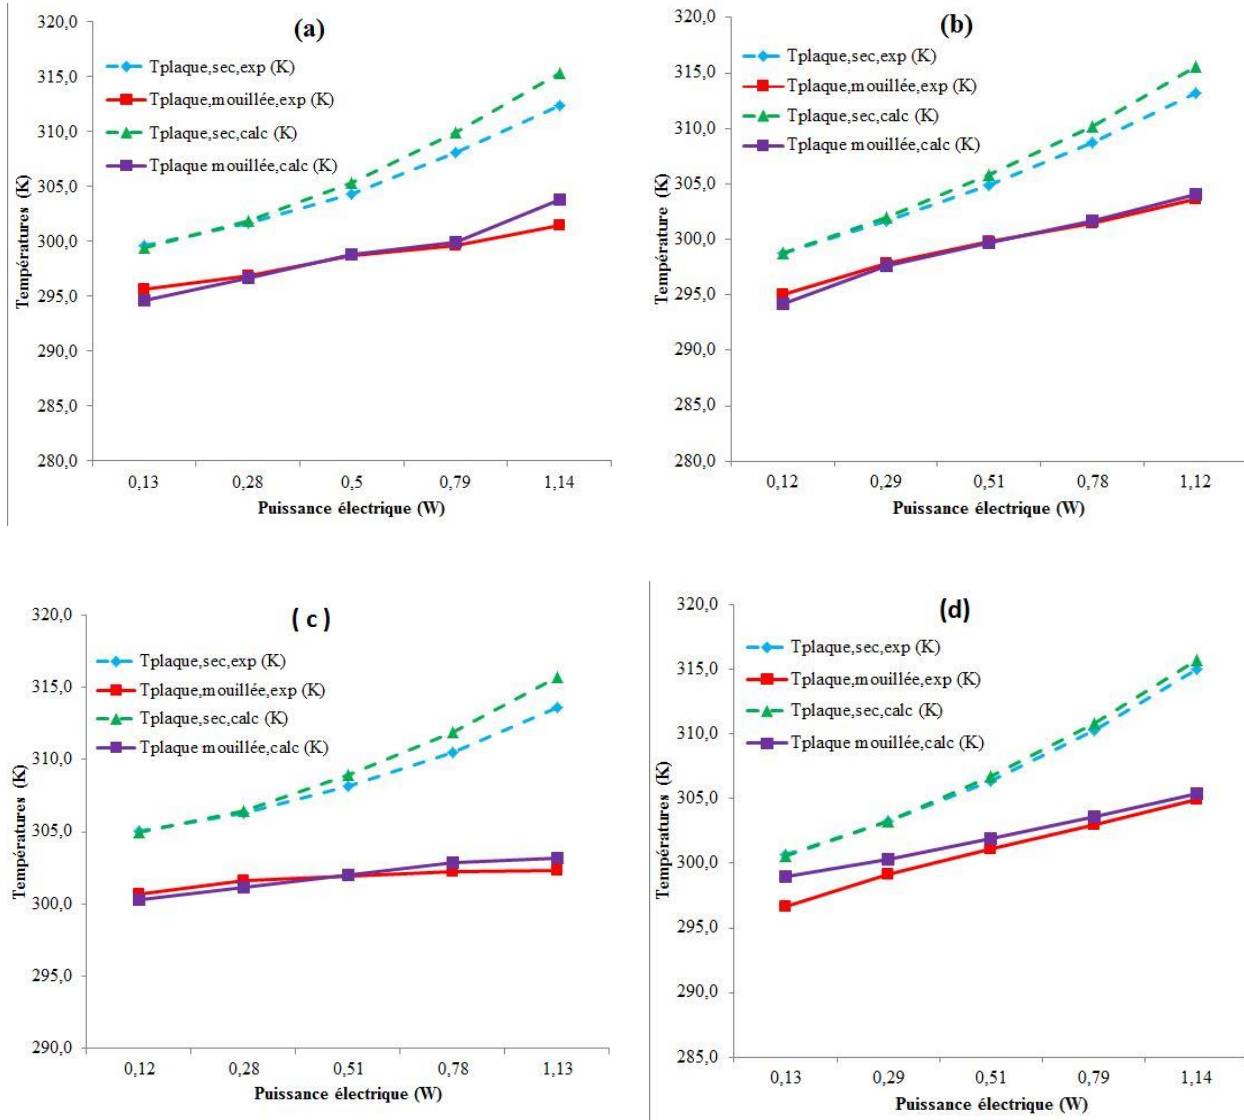 (a)
Températures (K)
320,0
315,0
310,0
305,0
300,0
295,0
290,0
285,0
280,0
Tplaque,sec,exp (K)
Tplaque,mouillée,exp (K)
Tplaque,sec,calc (K)
Tplaque mouillée,calc (K)
0,13 0,28 0,5 0,79 1,14
Puissance électrique (W)
(b)
Température (K)
320,0
315,0
310,0
305,0
300,0
295,0
290,0
285,0
280,0
Tplaque,sec,exp (K)
Tplaque,mouillée,exp (K)
Tplaque,sec,calc (K)
Tplaque mouillée,calc (K)
0,12 0,29 0,51 0,78 1,12
Puissance électrique (W)
( c )
Températures (K)
320,0
315,0
310,0
305,0
300,0
295,0
290,0
Tplaque,sec,exp (K)
Tplaque,mouillée,exp (K)
Tplaque,sec,calc (K)
Tplaque mouillée,calc (K)
0,12 0,28 0,51 0,78 1,13
Puissance électrique (W)
(d)
Températures (K)
320,0
315,0
310,0
305,0
300,0
295,0
290,0
285,0
Tplaque,sec,exp (K)
Tplaque,mouillée,exp (K)
Tplaque,sec,calc (K)
Tplaque mouillée,calc (K)
0,13 0,29 0,51 0,79 1,14
Puissance électrique (W)